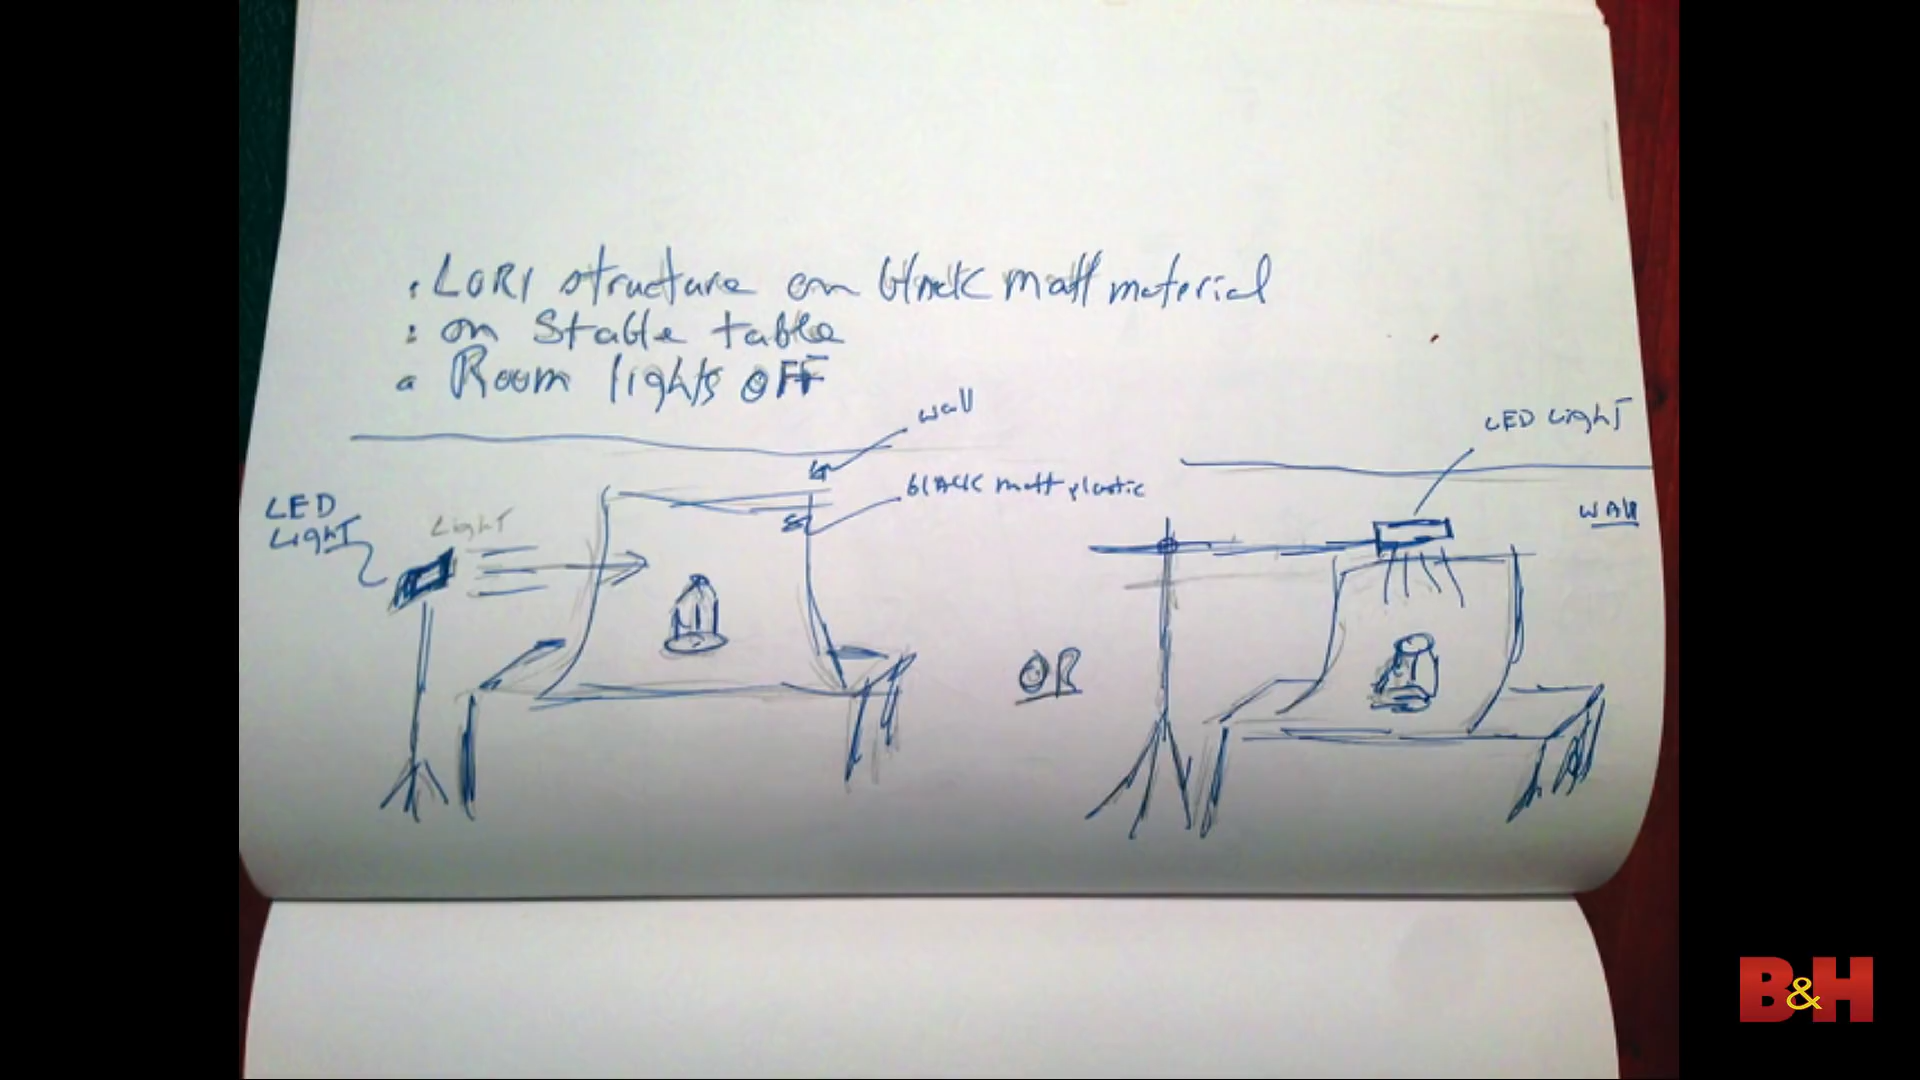 LORI structure on black matt material
on Stable table
Room lights OFF
wall
LED Light
LED
Light
Light
black matt plastic
WAll
OR
B&H